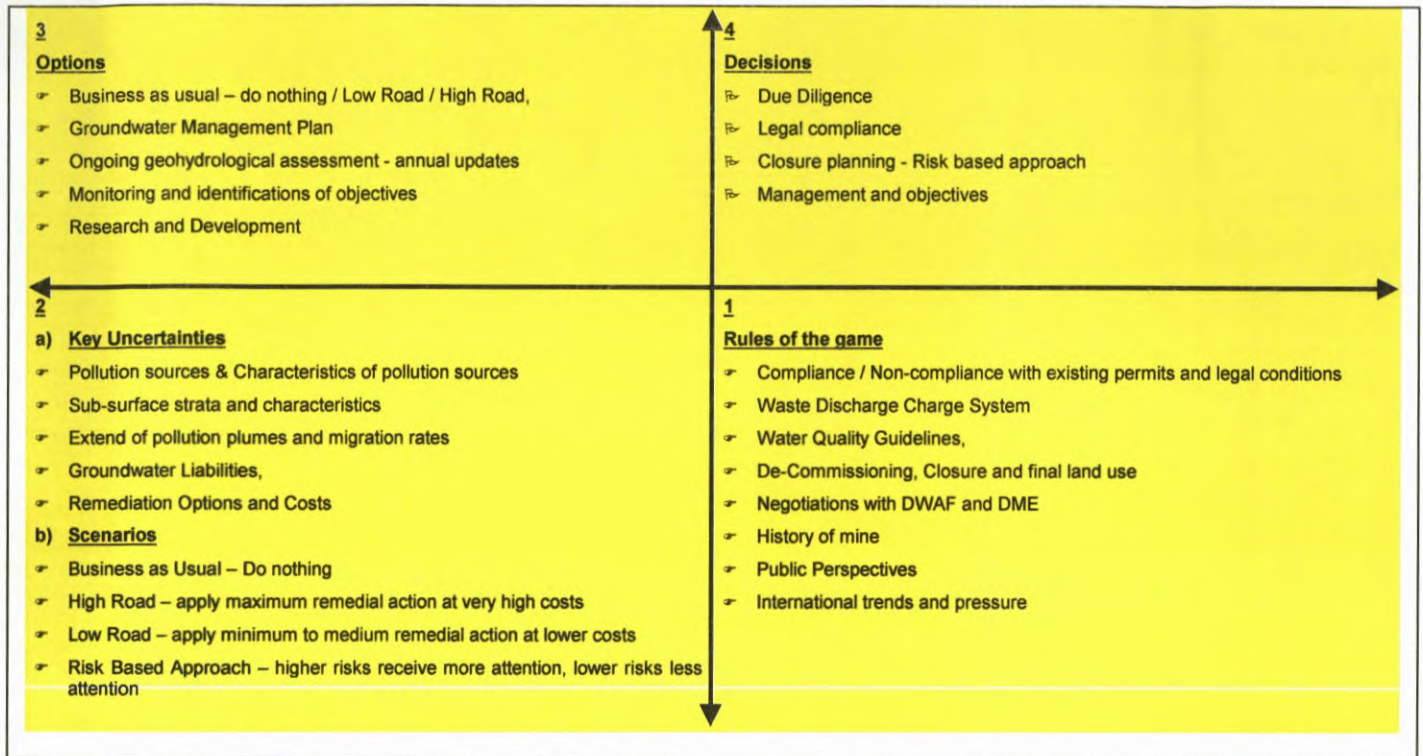 3
Options
☞ Business as usual – do nothing / Low Road / High Road,
☞ Groundwater Management Plan
☞ Ongoing geohydrological assessment - annual updates
☞ Monitoring and identifications of objectives
☞ Research and Development
4
Decisions
Due Diligence
Legal compliance
Closure planning - Risk based approach
Management and objectives
2
a) Key Uncertainties
☞ Pollution sources & Characteristics of pollution sources
☞ Sub-surface strata and characteristics
☞ Extend of pollution plumes and migration rates
☞ Groundwater Liabilities,
☞ Remediation Options and Costs
b) Scenarios
☞ Business as Usual – Do nothing
☞ High Road – apply maximum remedial action at very high costs
☞ Low Road – apply minimum to medium remedial action at lower costs
☞ Risk Based Approach – higher risks receive more attention, lower risks less
attention
1
Rules of the game
☞ Compliance / Non-compliance with existing permits and legal conditions
☞ Waste Discharge Charge System
☞ Water Quality Guidelines,
☞ De-Commissioning, Closure and final land use
☞ Negotiations with DWAF and DME
☞ History of mine
☞ Public Perspectives
☞ International trends and pressure